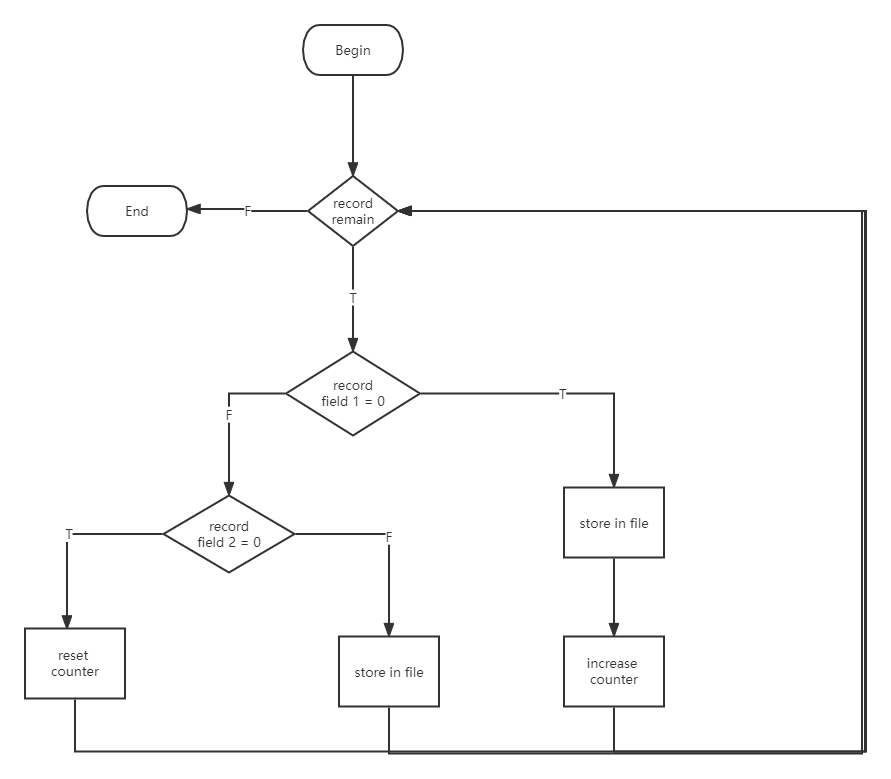 Begin
End
F
record
remain
T
record
field 1 = 0
T
F
record
field 2 = 0
T
F
store in file
reset
counter
store in file
increase
counter